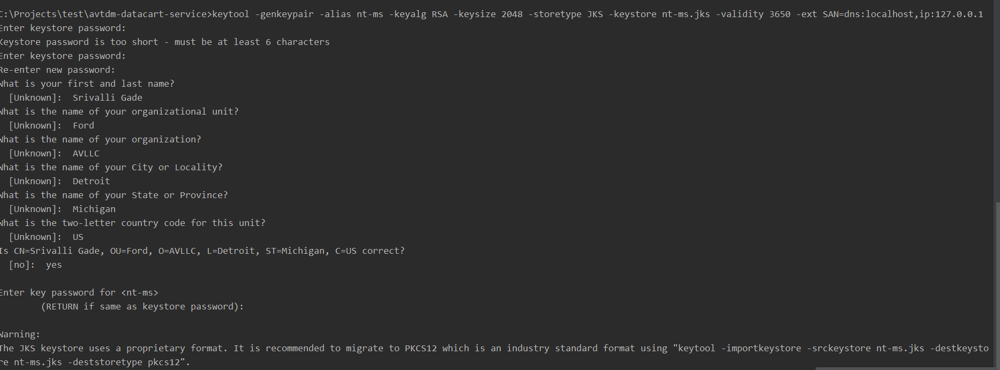 C:\Projects\test\avtdm-datacart-service>keytool -genkeypair -alias nt-ms -keyalg RSA -keysize 2048 -storetype JKS -keystore nt-ms.jks -validity 3650 -ext SAN=dns:localhost,ip:127.0.0.1
Enter keystore password:
Keystore password is too short - must be at least 6 characters
Enter keystore password:
Re-enter new password:
What is your first and last name?
  [Unknown]:  Srivalli Gade
What is the name of your organizational unit?
  [Unknown]:  Ford
What is the name of your organization?
  [Unknown]:  AVLLC
What is the name of your City or Locality?
  [Unknown]:  Detroit
What is the name of your State or Province?
  [Unknown]:  Michigan
What is the two-letter country code for this unit?
  [Unknown]:  US
Is CN=Srivalli Gade, OU=Ford, O=AVLLC, L=Detroit, ST=Michigan, C=US correct?
  [no]:  yes
Enter key password for <nt-ms>
        (RETURN if same as keystore password):
Warning:
The JKS keystore uses a proprietary format. It is recommended to migrate to PKCS12 which is an industry standard format using "keytool -importkeystore -srckeystore nt-ms.jks -destkeysto
re nt-ms.jks -deststoretype pkcs12".